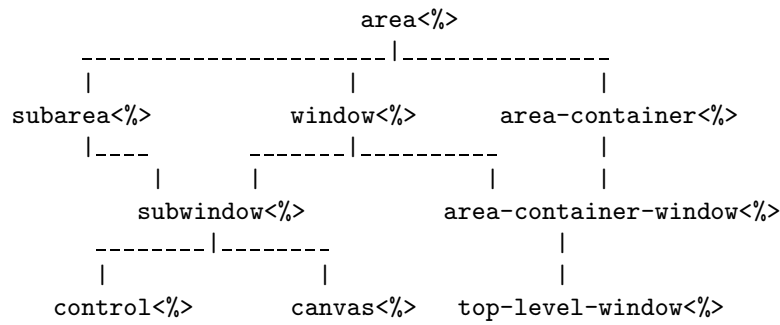 area<%>
subarea<%> window<%> area-container<%>
subwindow<%> area-container-window<%>
control<%> canvas<%> top-level-window<%>